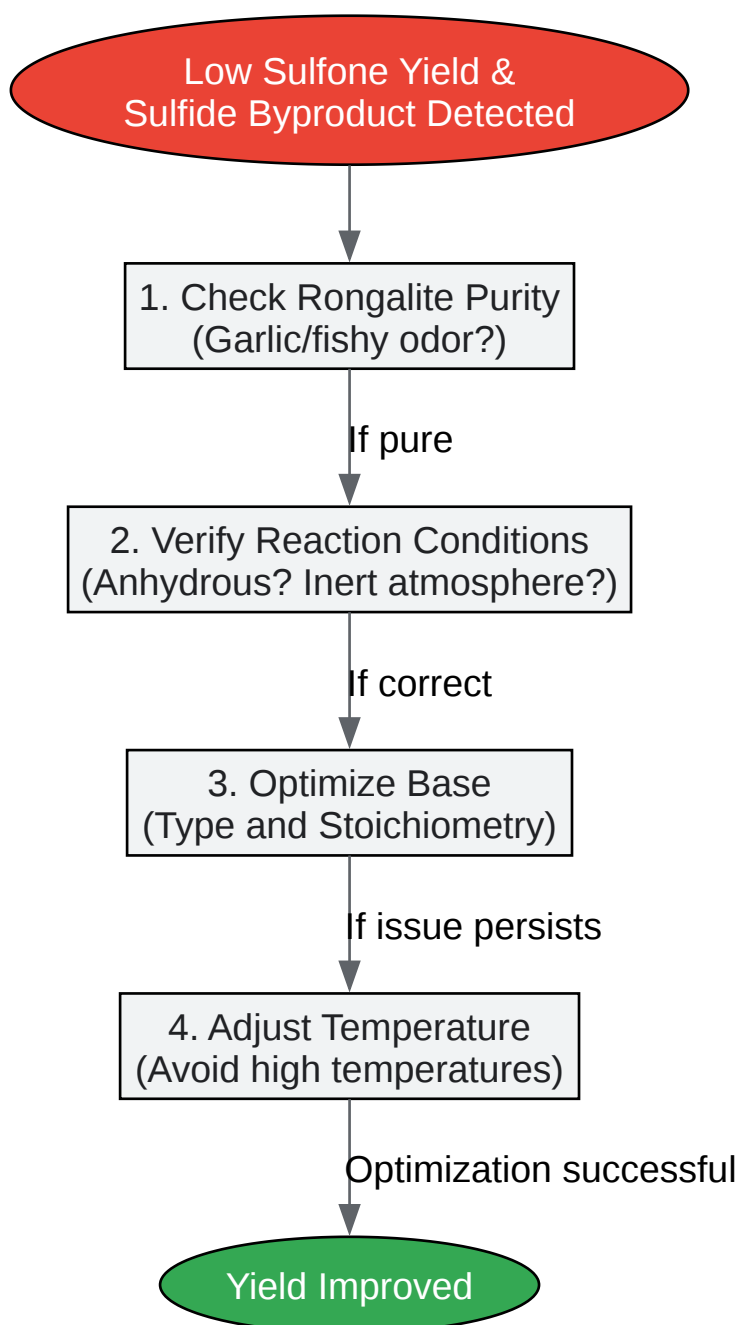 Low Sulfone Yield &
Sulfide Byproduct Detected
1. Check Rongalite Purity
(Garlic/fishy odor?)
If pure
2. Verify Reaction Conditions
(Anhydrous? Inert atmosphere?)
If correct
3. Optimize Base
(Type and Stoichiometry)
If issue persists
4. Adjust Temperature
(Avoid high temperatures)
Optimization successful
Yield Improved